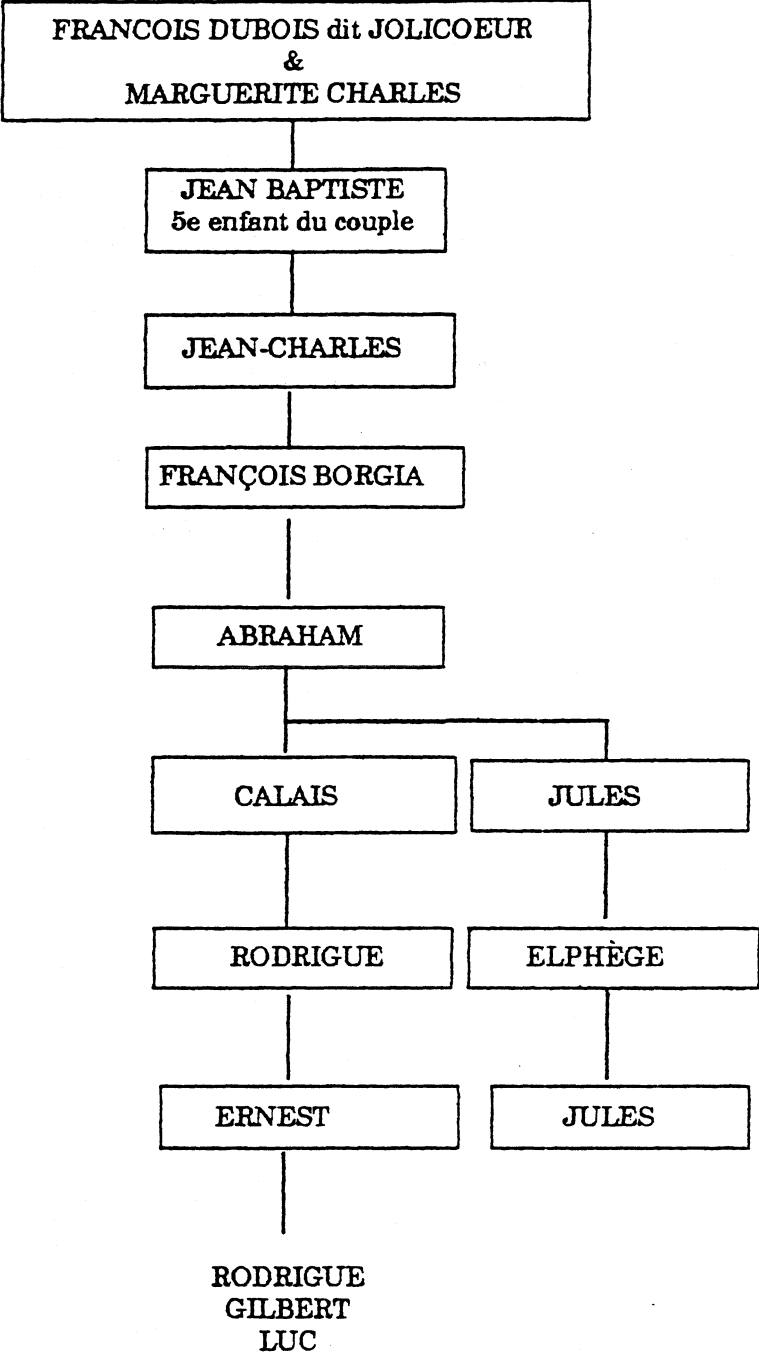 FRANCOIS DUBOIS dit JOLICOEUR
&
MARGUERITE CHARLES
JEAN BAPTISTE
5e enfant du couple
JEAN-CHARLES
FRANÇOIS BORGIA
ABRAHAM
CALAIS
JULES
RODRIGUE
ELPHÈGE
ERNEST
JULES
RODRIGUE
GILBERT
LUC